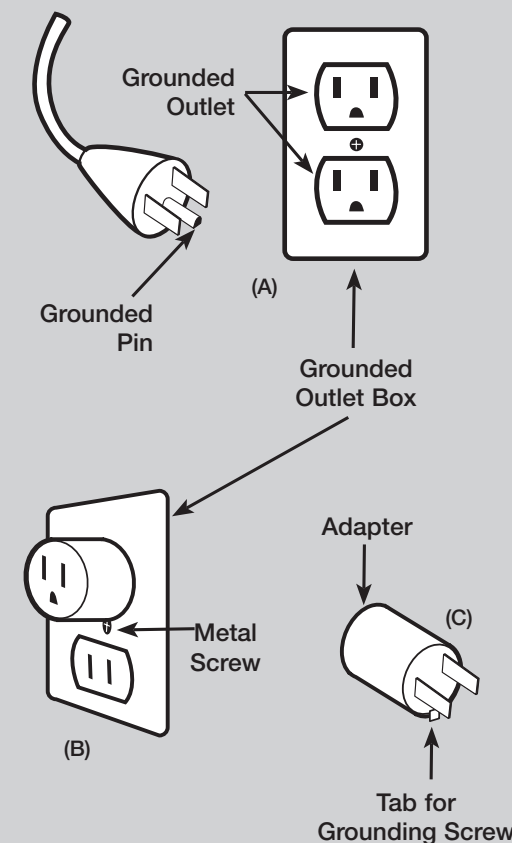 Grounded
Outlet
Grounded
Pin
(A)
Grounded
Outlet Box
Adapter
(C)
Metal
Screw
(B)
Tab for
Grounding Screw